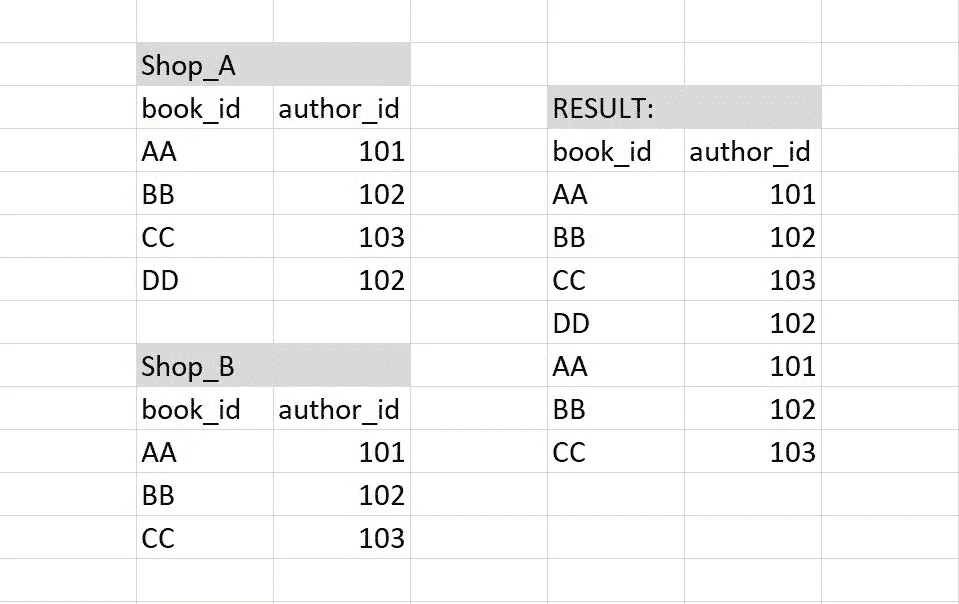 Shop_A
book_id author_id
AA 101
BB 102
CC 103
DD 102
Shop_B
book_id author_id
AA 101
BB 102
CC 103
RESULT:
book_id author_id
AA 101
BB 102
CC 103
DD 102
AA 101
BB 102
CC 103